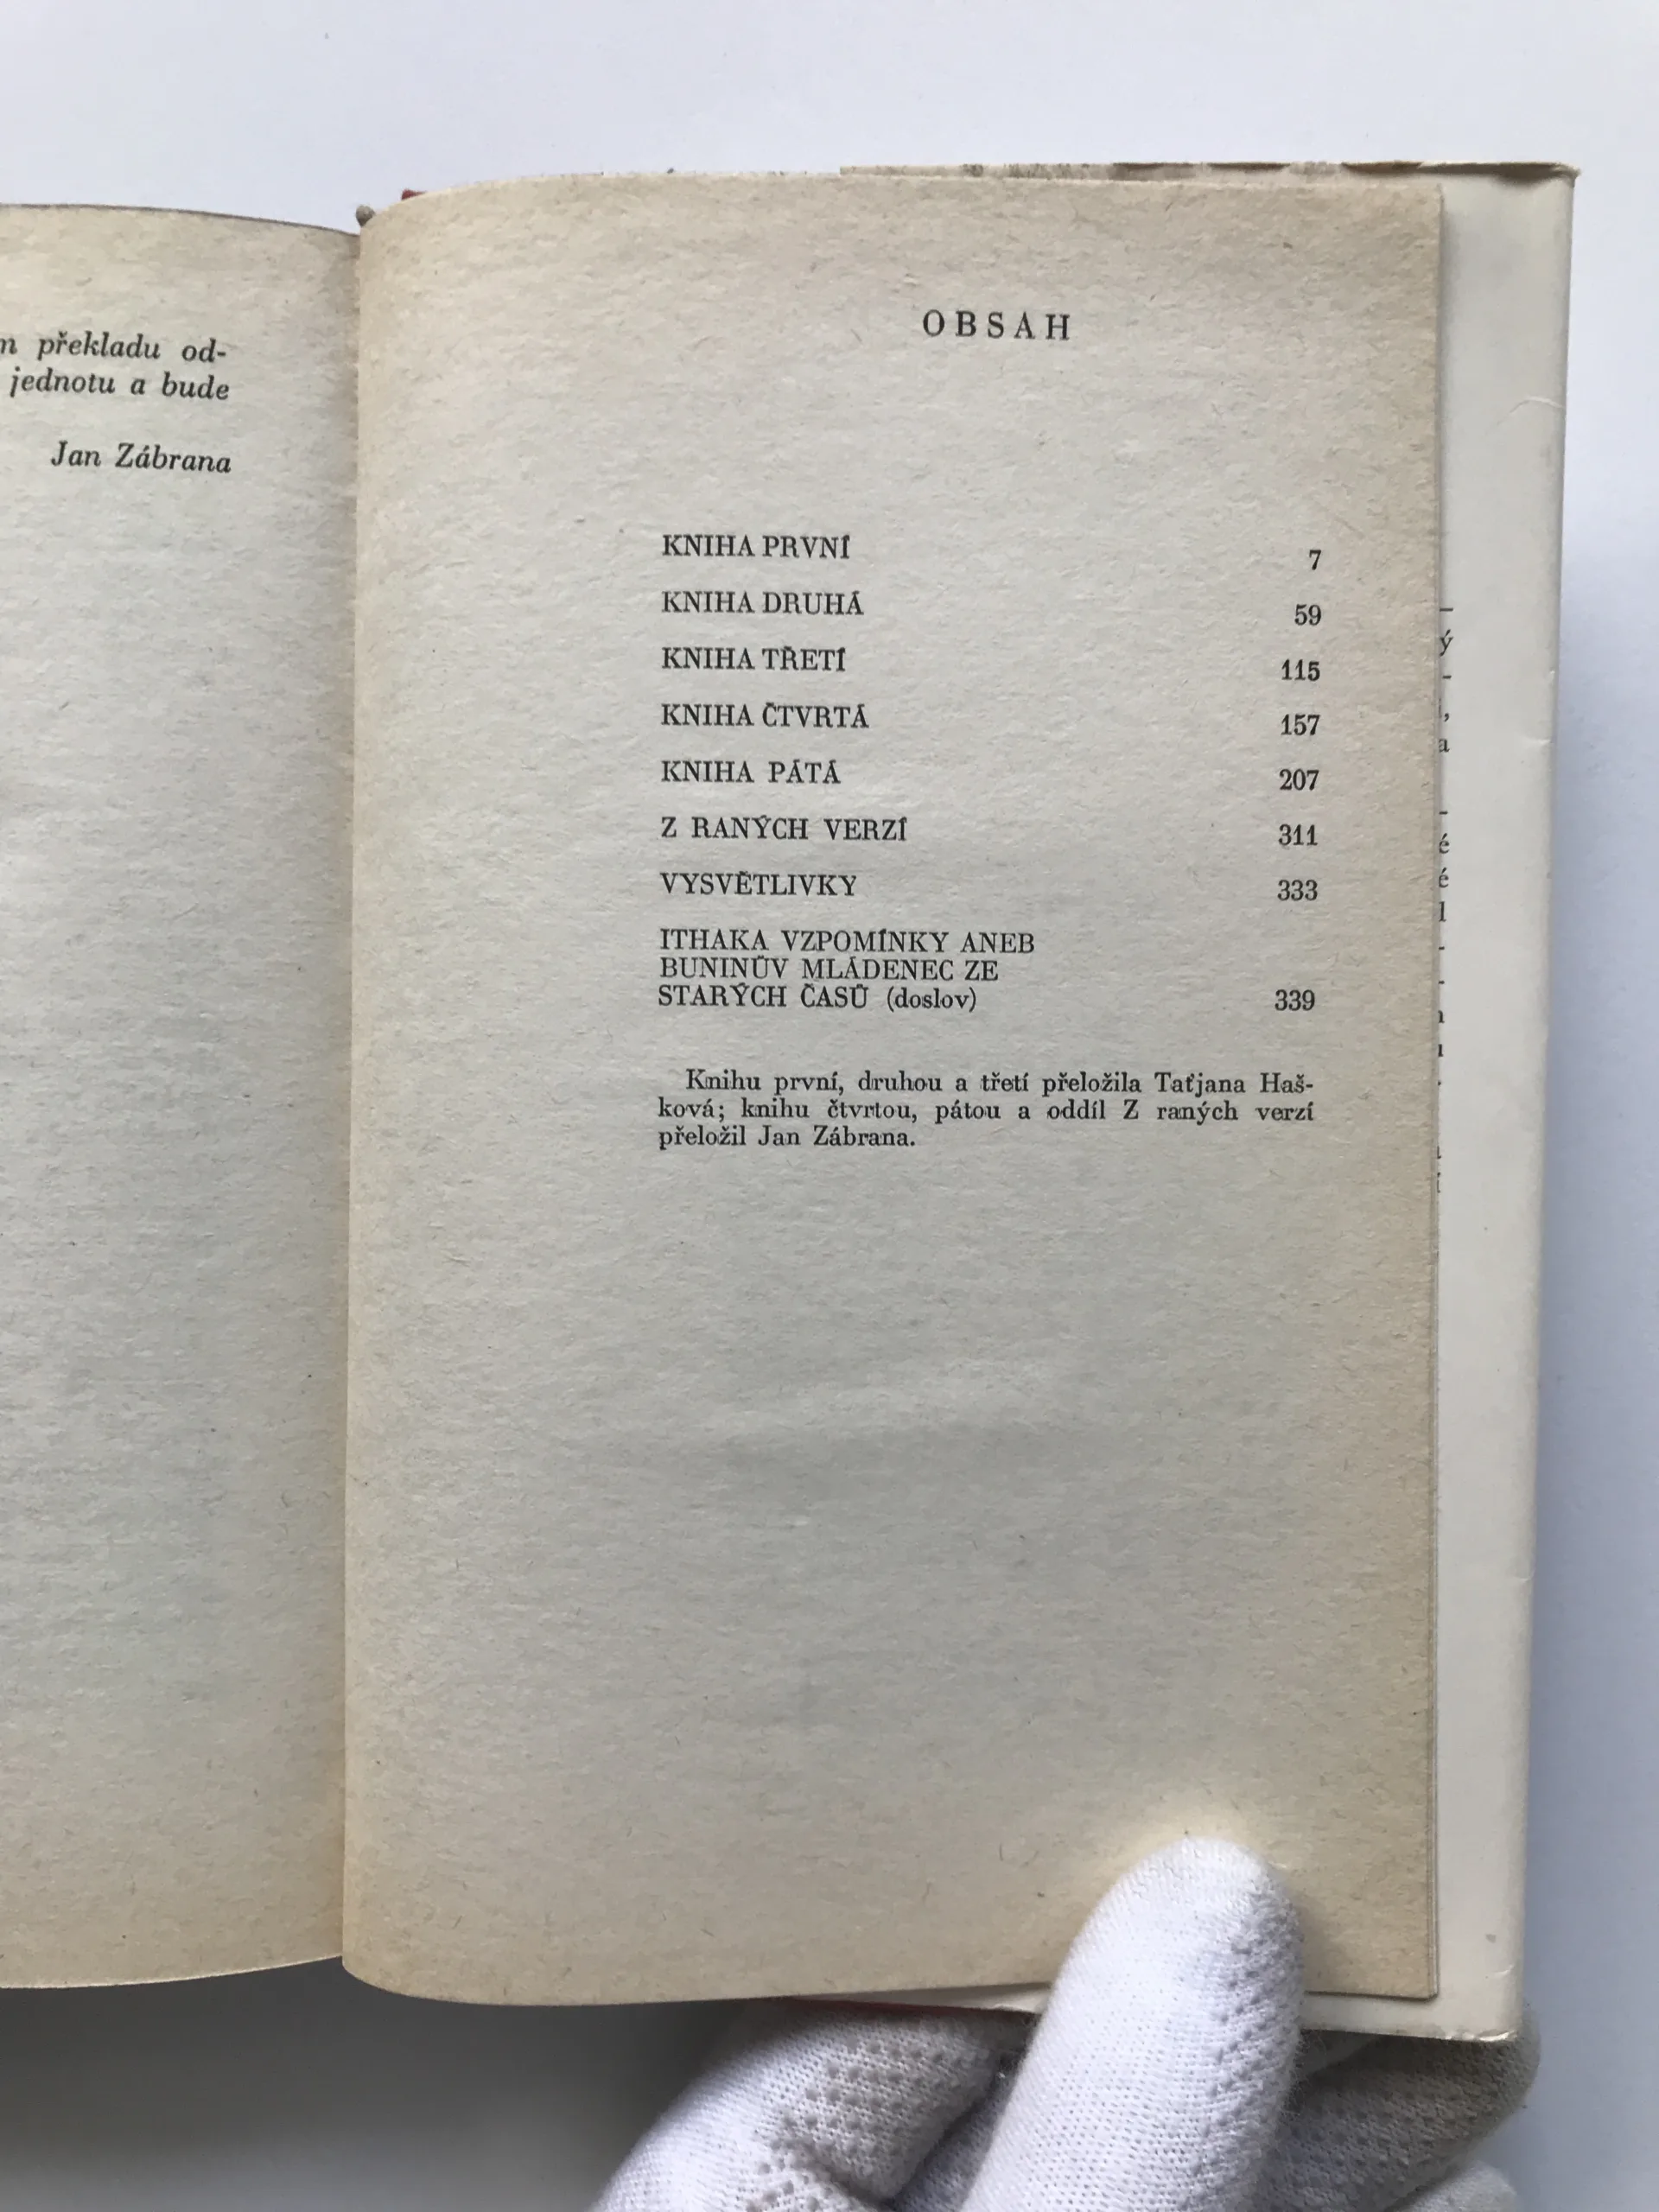 překladu od-
jednotu a bude
Jan Zábrana
OBSAH
KNIHA PRVNÍ 7
KNIHA DRUHÁ 59
KNIHA TŘETÍ 115
KNIHA ČTVRTÁ 157
KNIHA PÁTÁ 207
Z RANÝCH VERZÍ 311
VYSVĚTLIVKY 333
ITHAKA VZPOMÍNKY ANEB
BUNINŮV MLÁDENEC ZE
STARÝCH ČASŮ (doslov) 339
Knihu první, druhou a třetí přeložila Taťjana Haš-
ková; knihu čtvrtou, pátou a oddíl Z raných verzí
přeložil Jan Zábrana.